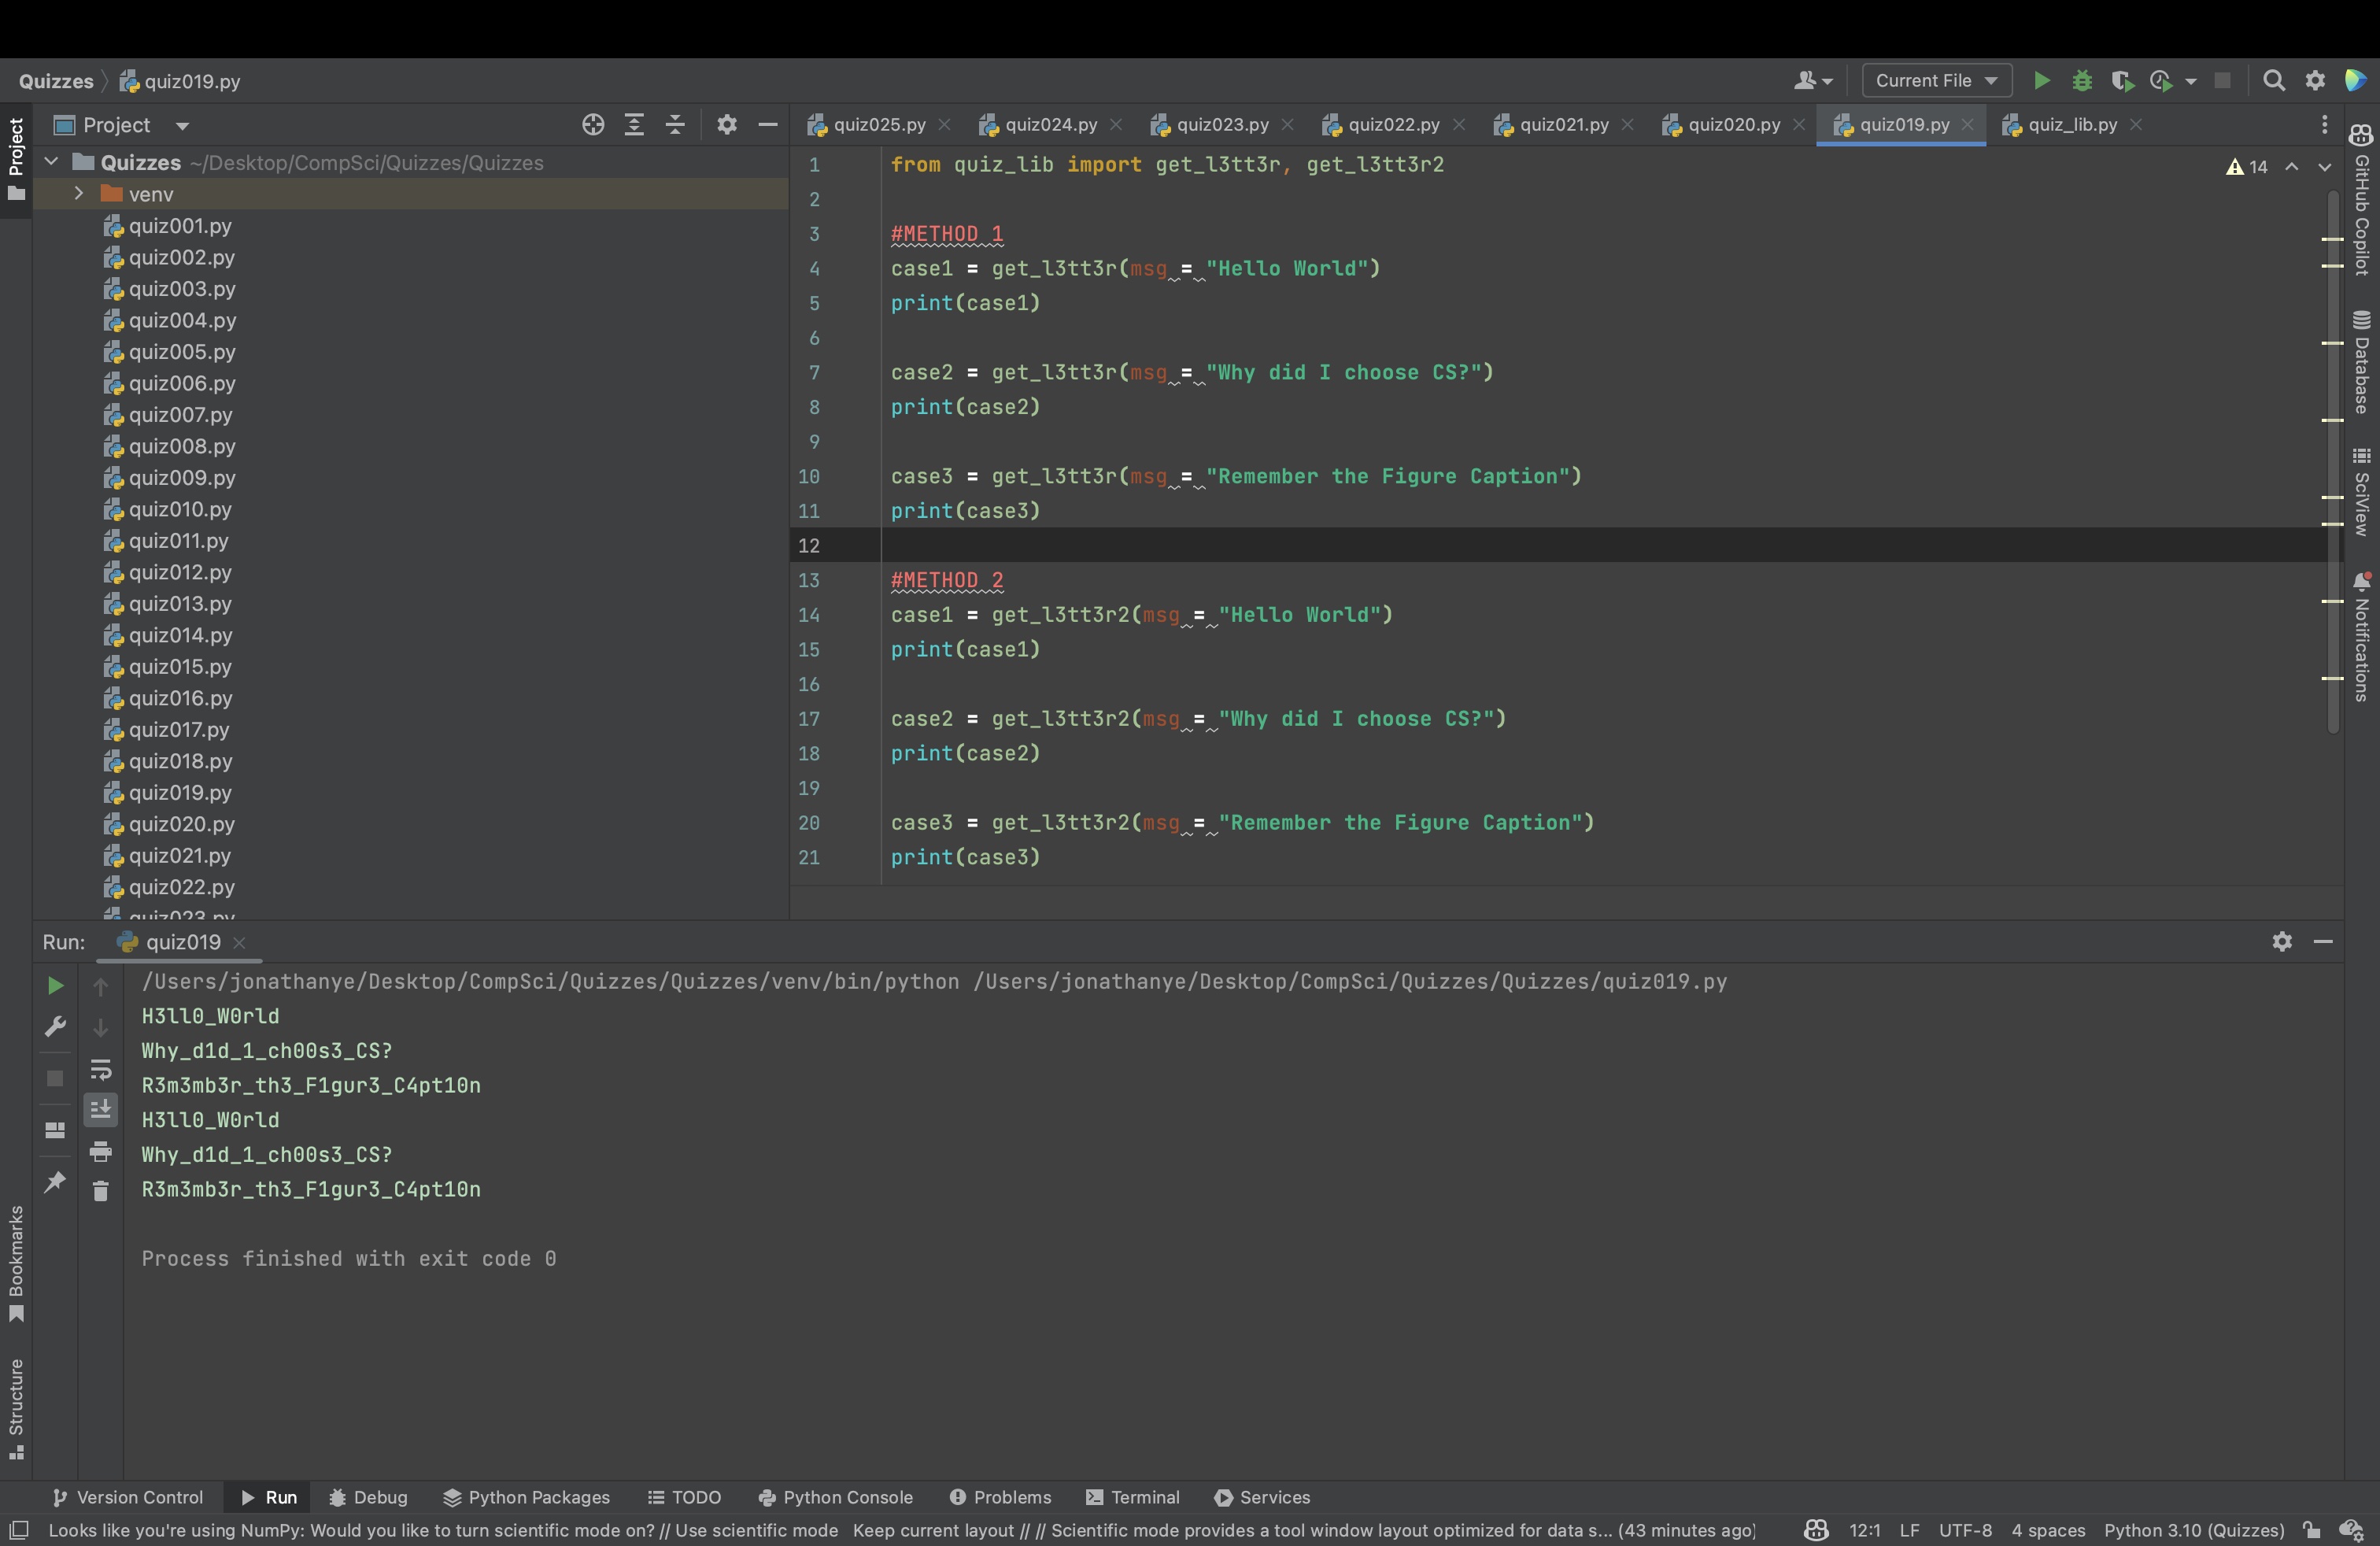 Quizzes quiz019.py
Current File
Project
Project
Quizzes ~/Desktop/CompSci/Quizzes/Quizzes
venv
quiz001.py
quiz002.py
quiz003.py
quiz004.py
quiz005.py
quiz006.py
quiz007.py
quiz008.py
quiz009.py
quiz010.py
quiz011.py
quiz012.py
quiz013.py
quiz014.py
quiz015.py
quiz016.py
quiz017.py
quiz018.py
quiz019.py
quiz020.py
quiz021.py
quiz022.py
quiz023.py
quiz025.py quiz024.py quiz023.py quiz022.py quiz021.py quiz020.py quiz019.py quiz_lib.py
14
1 from quiz_lib import get_l3tt3r, get_l3tt3r2
2
3 #METHOD 1
4 case1 = get_l3tt3r(msg = "Hello World")
5 print(case1)
6
7 case2 = get_l3tt3r(msg = "Why did I choose CS?")
8 print(case2)
9
10 case3 = get_l3tt3r(msg = "Remember the Figure Caption")
11 print(case3)
12
13 #METHOD 2
14 case1 = get_l3tt3r2(msg = "Hello World")
15 print(case1)
16
17 case2 = get_l3tt3r2(msg = "Why did I choose CS?")
18 print(case2)
19
20 case3 = get_l3tt3r2(msg = "Remember the Figure Caption")
21 print(case3)
GitHub Copilot
Database
SciView
Notifications
Run: quiz019
/Users/jonathanye/Desktop/CompSci/Quizzes/Quizzes/venv/bin/python /Users/jonathanye/Desktop/CompSci/Quizzes/Quizzes/quiz019.py
H3ll0_W0rld
Why_d1d_1_ch00s3_CS?
R3m3mb3r_th3_F1gur3_C4pt10n
H3ll0_W0rld
Why_d1d_1_ch00s3_CS?
R3m3mb3r_th3_F1gur3_C4pt10n
Process finished with exit code 0
Bookmarks
Structure
Version Control Run Debug Python Packages TODO Python Console Problems Terminal Services
Looks like you're using NumPy: Would you like to turn scientific mode on? // Use scientific mode Keep current layout // // Scientific mode provides a tool window layout optimized for data s... (43 minutes ago) 12:1 LF UTF-8 4 spaces Python 3.10 (Quizzes)